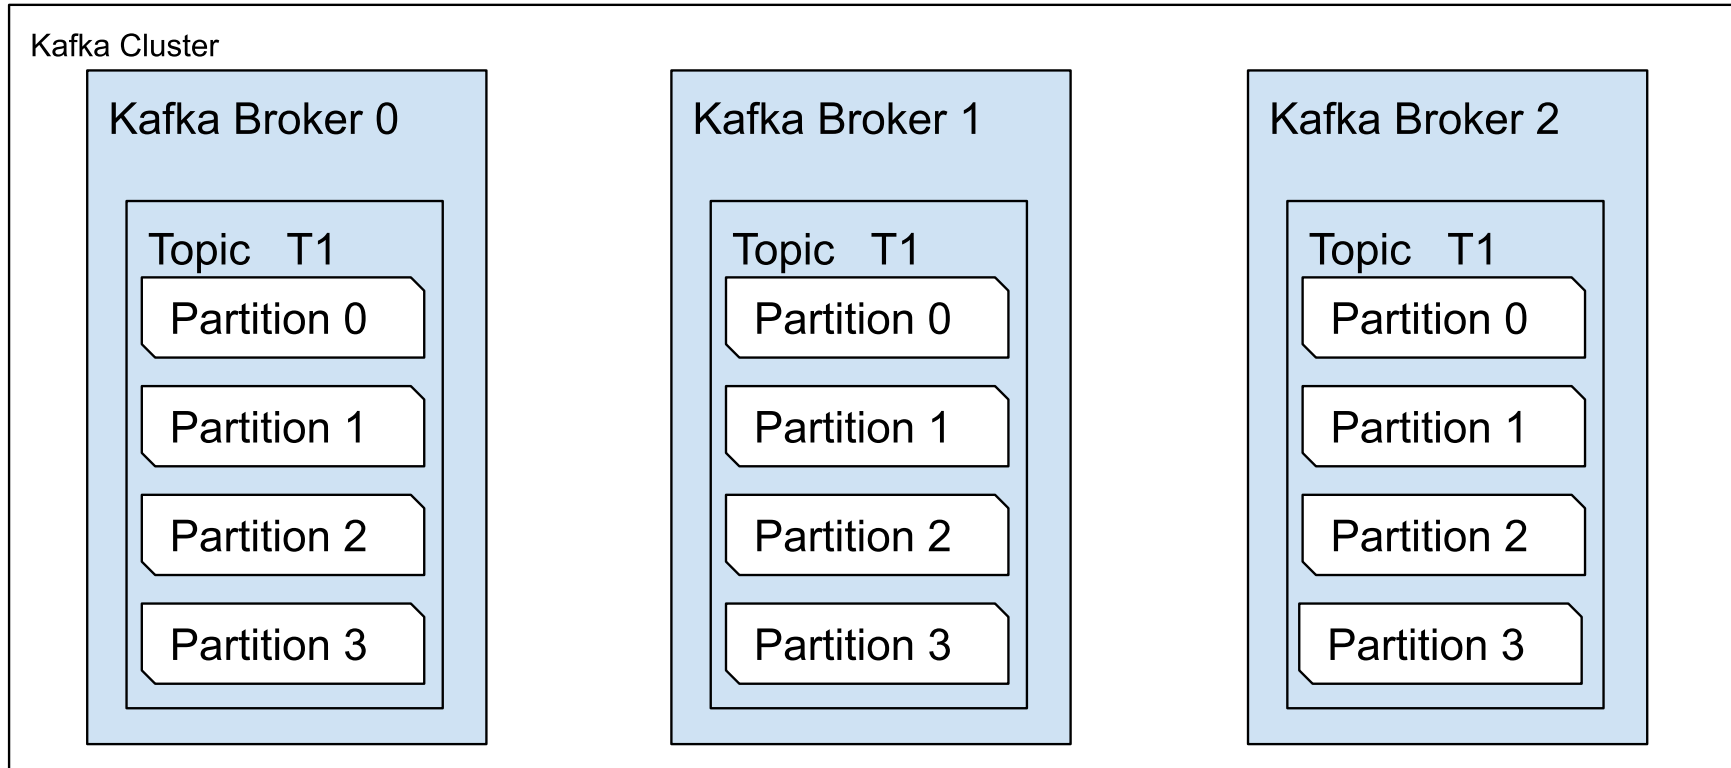 Kafka Cluster
Kafka Broker 0
Topic T1
Partition 0
Partition 1
Partition 2
Partition 3
Kafka Broker 1
Topic T1
Partition 0
Partition 1
Partition 2
Partition 3
Kafka Broker 2
Topic T1
Partition 0
Partition 1
Partition 2
Partition 3